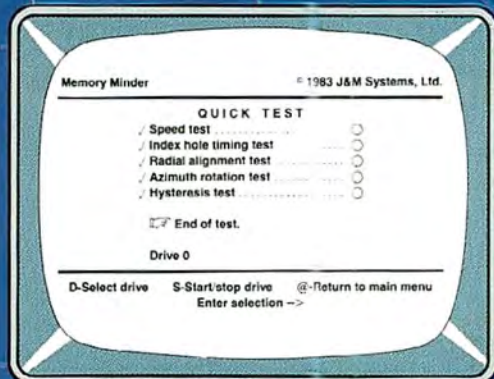 Memory Minder © 1983 J&M Systems, Ltd.
QUICK TEST
√ Speed test ..................... ○
√ Index hole timing test ............ ○
√ Radial alignment test ............ ○
√ Azimuth rotation test ............ ○
√ Hysteresis test ..................... ○
☞ End of test.
Drive 0
D-Select drive S-Start/stop drive @-Return to main menu
Enter selection -->